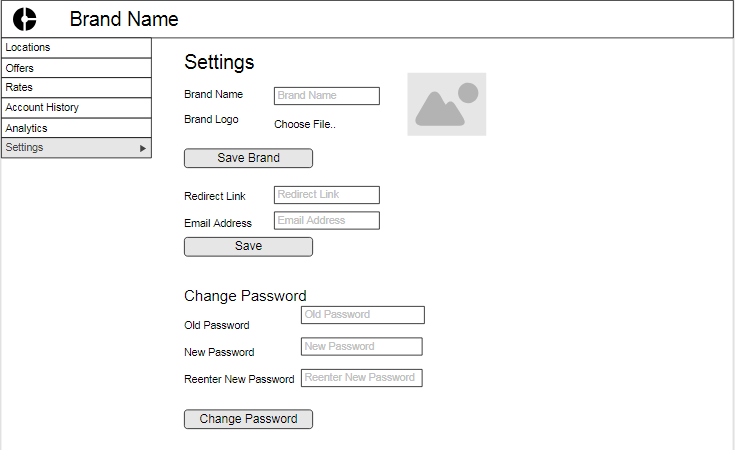 Brand Name
Locations
Offers
Rates
Account History
Analytics
Settings
Settings
Brand Name Brand Name
Brand Logo Choose File..
Save Brand
Redirect Link Redirect Link
Email Address Email Address
Save
Change Password
Old Password Old Password
New Password New Password
Reenter New Password Reenter New Password
Change Password